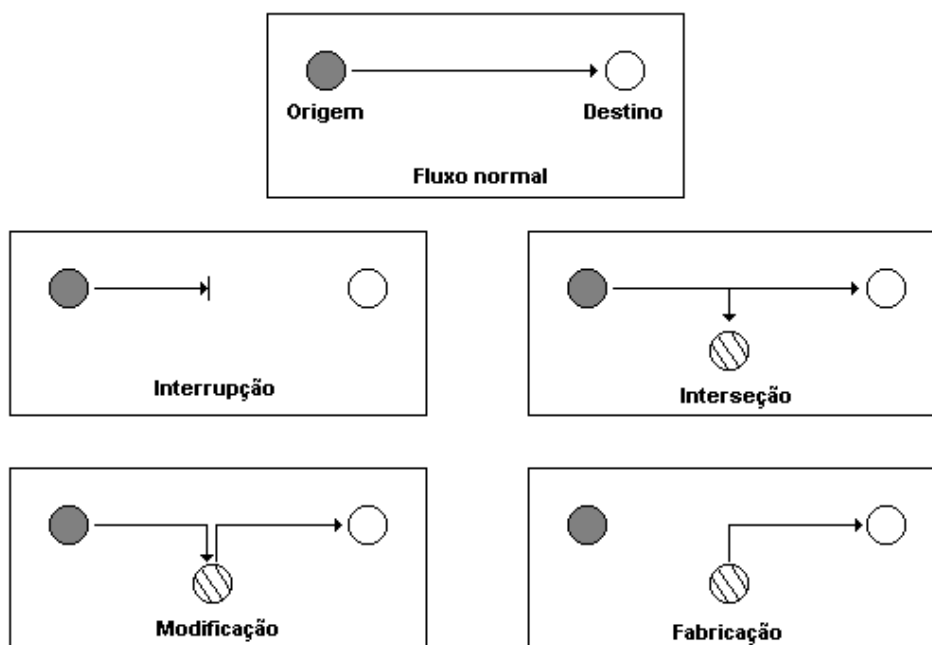 Origem
Destino
Fluxo normal
Interrupção
Interseção
Modificação
Fabricação